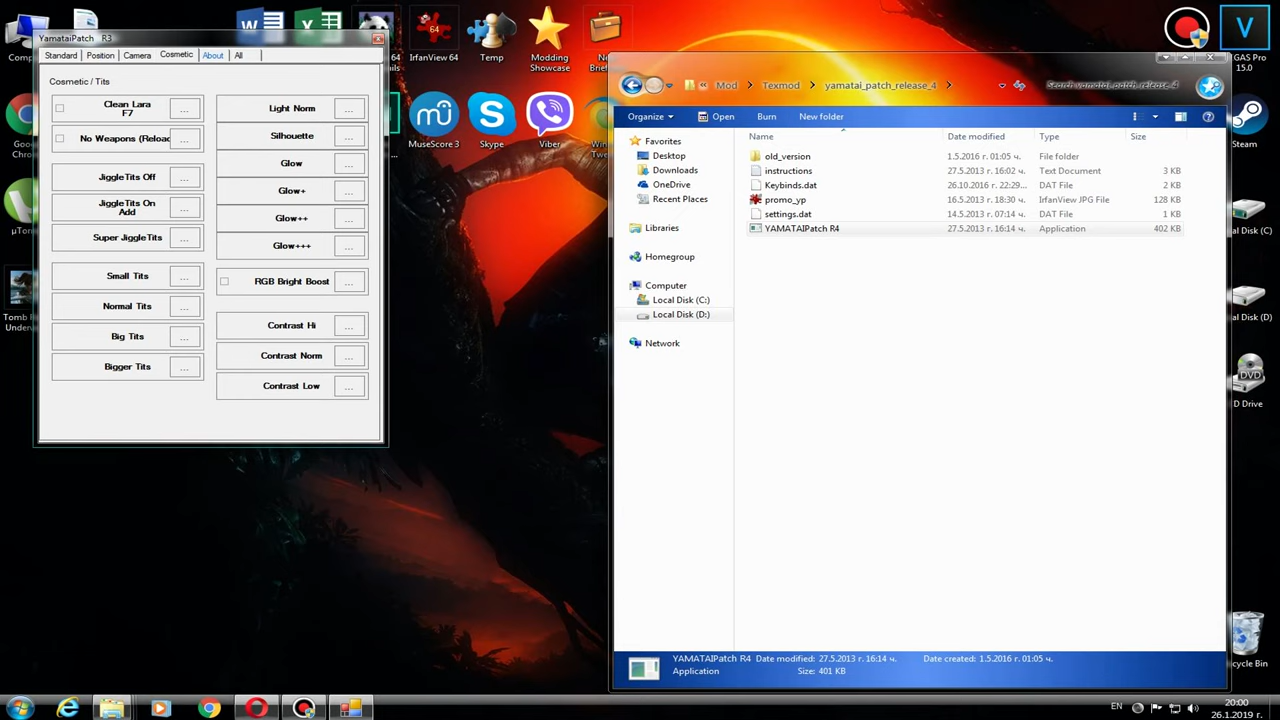 YamataiPatch R3
Standard
Position
Camera
Cosmetic
About
All
Cosmetic / Tits
Clean Lara
F7
...
No Weapons (Reload
...
JiggleTits Off
...
JiggleTits On
Add
...
Super JiggleTits
...
Small Tits
...
Normal Tits
...
Big Tits
...
Bigger Tits
...
Light Norm
...
Silhouette
...
Glow
...
Glow+
...
Glow++
...
Glow+++
...
RGB Bright Boost
...
Contrast Hi
...
Contrast Norm
...
Contrast Low
...
64
IrfanView 64
Temp
Modding
Showcase
MuseScore 3
Skype
Viber
V
15.0
Steam
DVD
Mod
Texmod
yamatai_patch_release_4
Search yamatai_patch_release_4
Organize
Open
Burn
New folder
Favorites
Desktop
Downloads
OneDrive
Recent Places
Libraries
Homegroup
Computer
Local Disk (C:)
Local Disk (D:)
Network
Name Date modified Type Size
old_version 1.5.2016 г. 01:05 ч. File folder
instructions 27.5.2013 г. 16:02 ч. Text Document 3 KB
Keybinds.dat 26.10.2016 г. 22:29... DAT File 2 KB
promo_yp 16.5.2013 г. 18:30 ч. IrfanView JPG File 128 KB
settings.dat 14.5.2013 г. 07:14 ч. DAT File 1 KB
YAMATAIPatch R4 27.5.2013 г. 16:14 ч. Application 402 KB
YAMATAIPatch R4 Date modified: 27.5.2013 г. 16:14 ч. Date created: 1.5.2016 г. 01:05 ч.
Application Size: 401 KB
EN
20:00
26.1.2019 г.